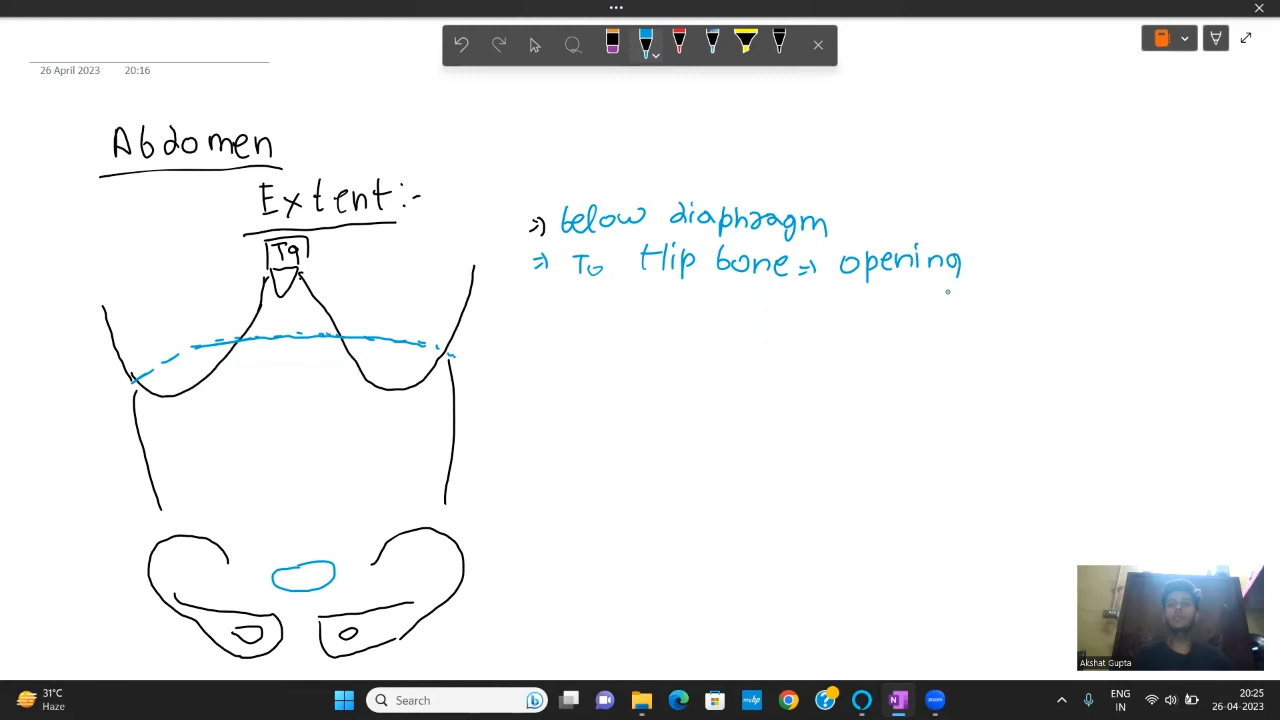 26 April 2023 20:16
Abdomen
Extent:-
T9
⇒ below diaphragm
⇒ To Hip bone ⇒ opening
Akshat Gupta
31°C
Haze
Search
ENG
IN
20:25
26-04-2023
zoom